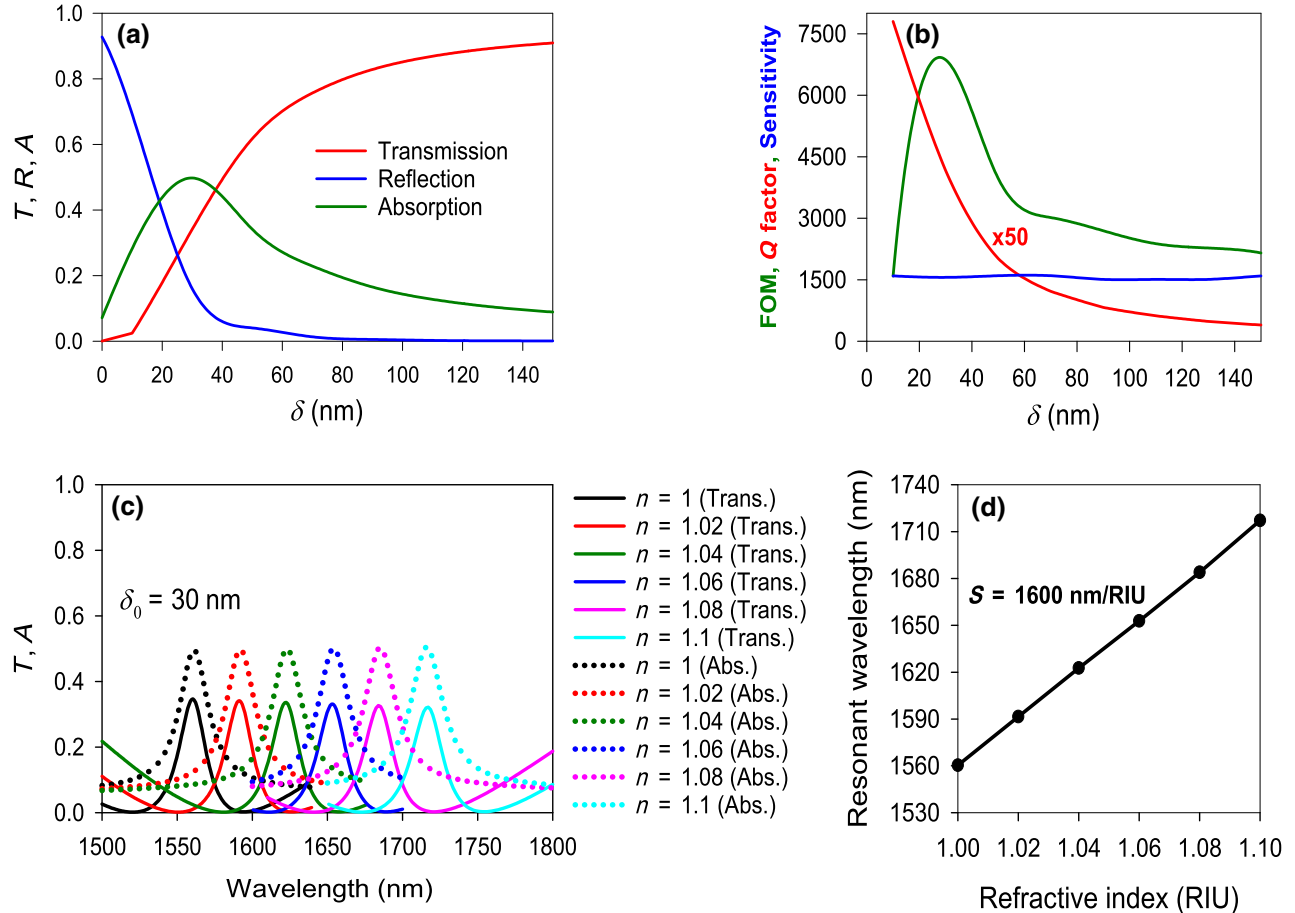 (a)
1.0
0.8
0.6
0.4
0.2
0.0
T, R, A
Transmission
Reflection
Absorption
0 20 40 60 80 100 120 140
δ (nm)
(b)
7500
6000
4500
3000
1500
0
FOM, Q factor, Sensitivity
x50
0 20 40 60 80 100 120 140
δ (nm)
(c)
1.0
0.8
0.6
0.4
0.2
0.0
T, A
δ0 = 30 nm
1500 1550 1600 1650 1700 1750 1800
Wavelength (nm)
n = 1 (Trans.)
n = 1.02 (Trans.)
n = 1.04 (Trans.)
n = 1.06 (Trans.)
n = 1.08 (Trans.)
n = 1.1 (Trans.)
n = 1 (Abs.)
n = 1.02 (Abs.)
n = 1.04 (Abs.)
n = 1.06 (Abs.)
n = 1.08 (Abs.)
n = 1.1 (Abs.)
(d)
1740
1710
1680
1650
1620
1590
1560
1530
Resonant wavelength (nm)
S = 1600 nm/RIU
1.00 1.02 1.04 1.06 1.08 1.10
Refractive index (RIU)